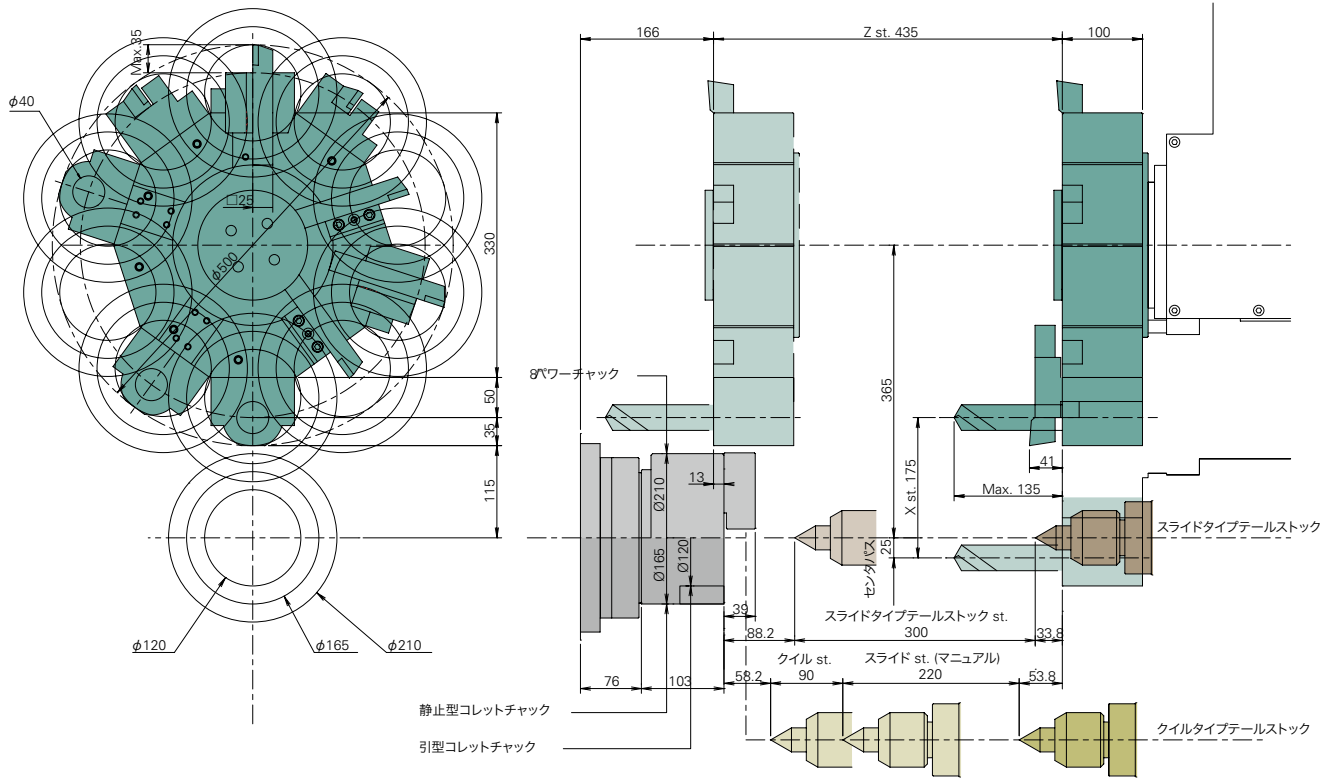 166
Z st. 435
100
Max.35
φ40
□25
φ500
330
50
35
115
365
8"パワーチャック
13
Ø210
Ø165
Ø120
39
41
Max. 135
X st. 175
25
センタパス
スライドタイプテールストック
スライドタイプテールストック st.
88.2
300
33.8
クイル st.
スライド st. (マニュアル)
58.2
90
220
53.8
76
103
φ120
φ165
φ210
静止型コレットチャック
引型コレットチャック
クイルタイプテールストック